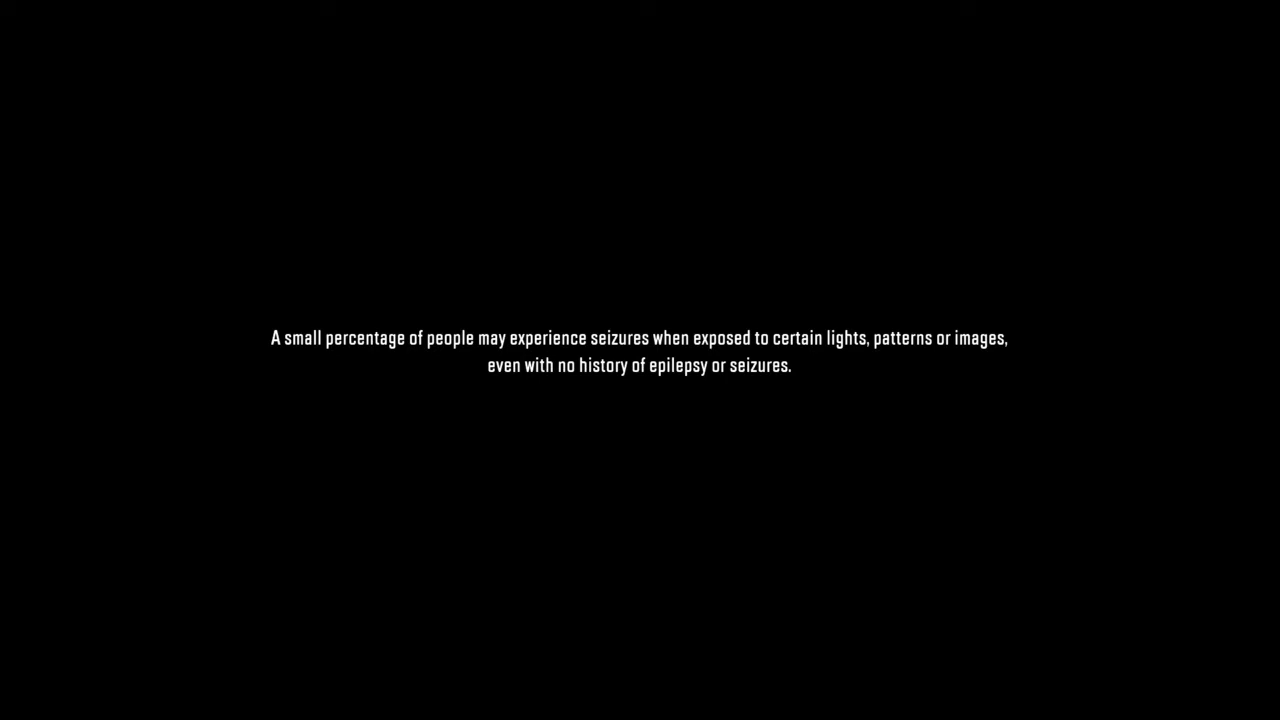 A small percentage of people may experience seizures when exposed to certain lights, patterns or images,
even with no history of epilepsy or seizures.